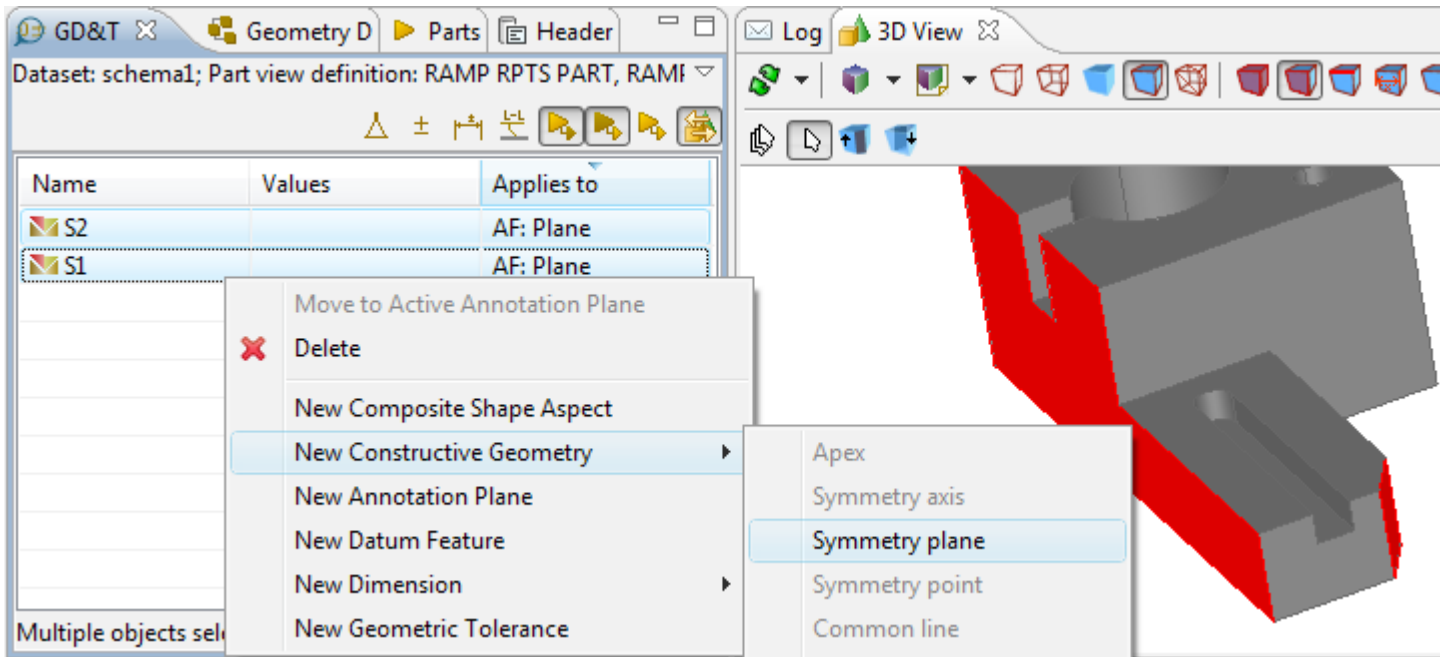 GD&T Geometry D Parts Header
Log 3D View
Dataset: schema1; Part view definition: RAMP RPTS PART, RAMI
L-L
Name Values Applies to
S2 AF: Plane
S1 AF: Plane
Move to Active Annotation Plane
Delete
New Composite Shape Aspect
New Constructive Geometry
New Annotation Plane
New Datum Feature
New Dimension
New Geometric Tolerance
Apex
Symmetry axis
Symmetry plane
Symmetry point
Common line
Multiple objects sel